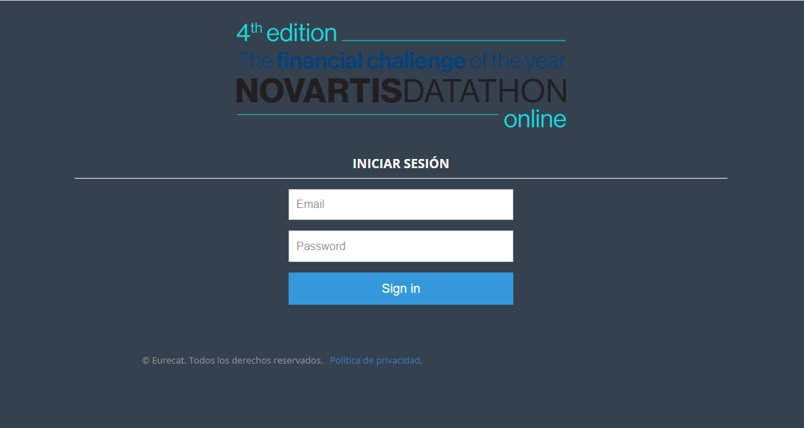 4th edition
The financial challenge of the year
NOVARTISDATATHON
online
INICIAR SESIÓN
Email
Password
Sign in
© Eurecat. Todos los derechos reservados. Política de privacidad.